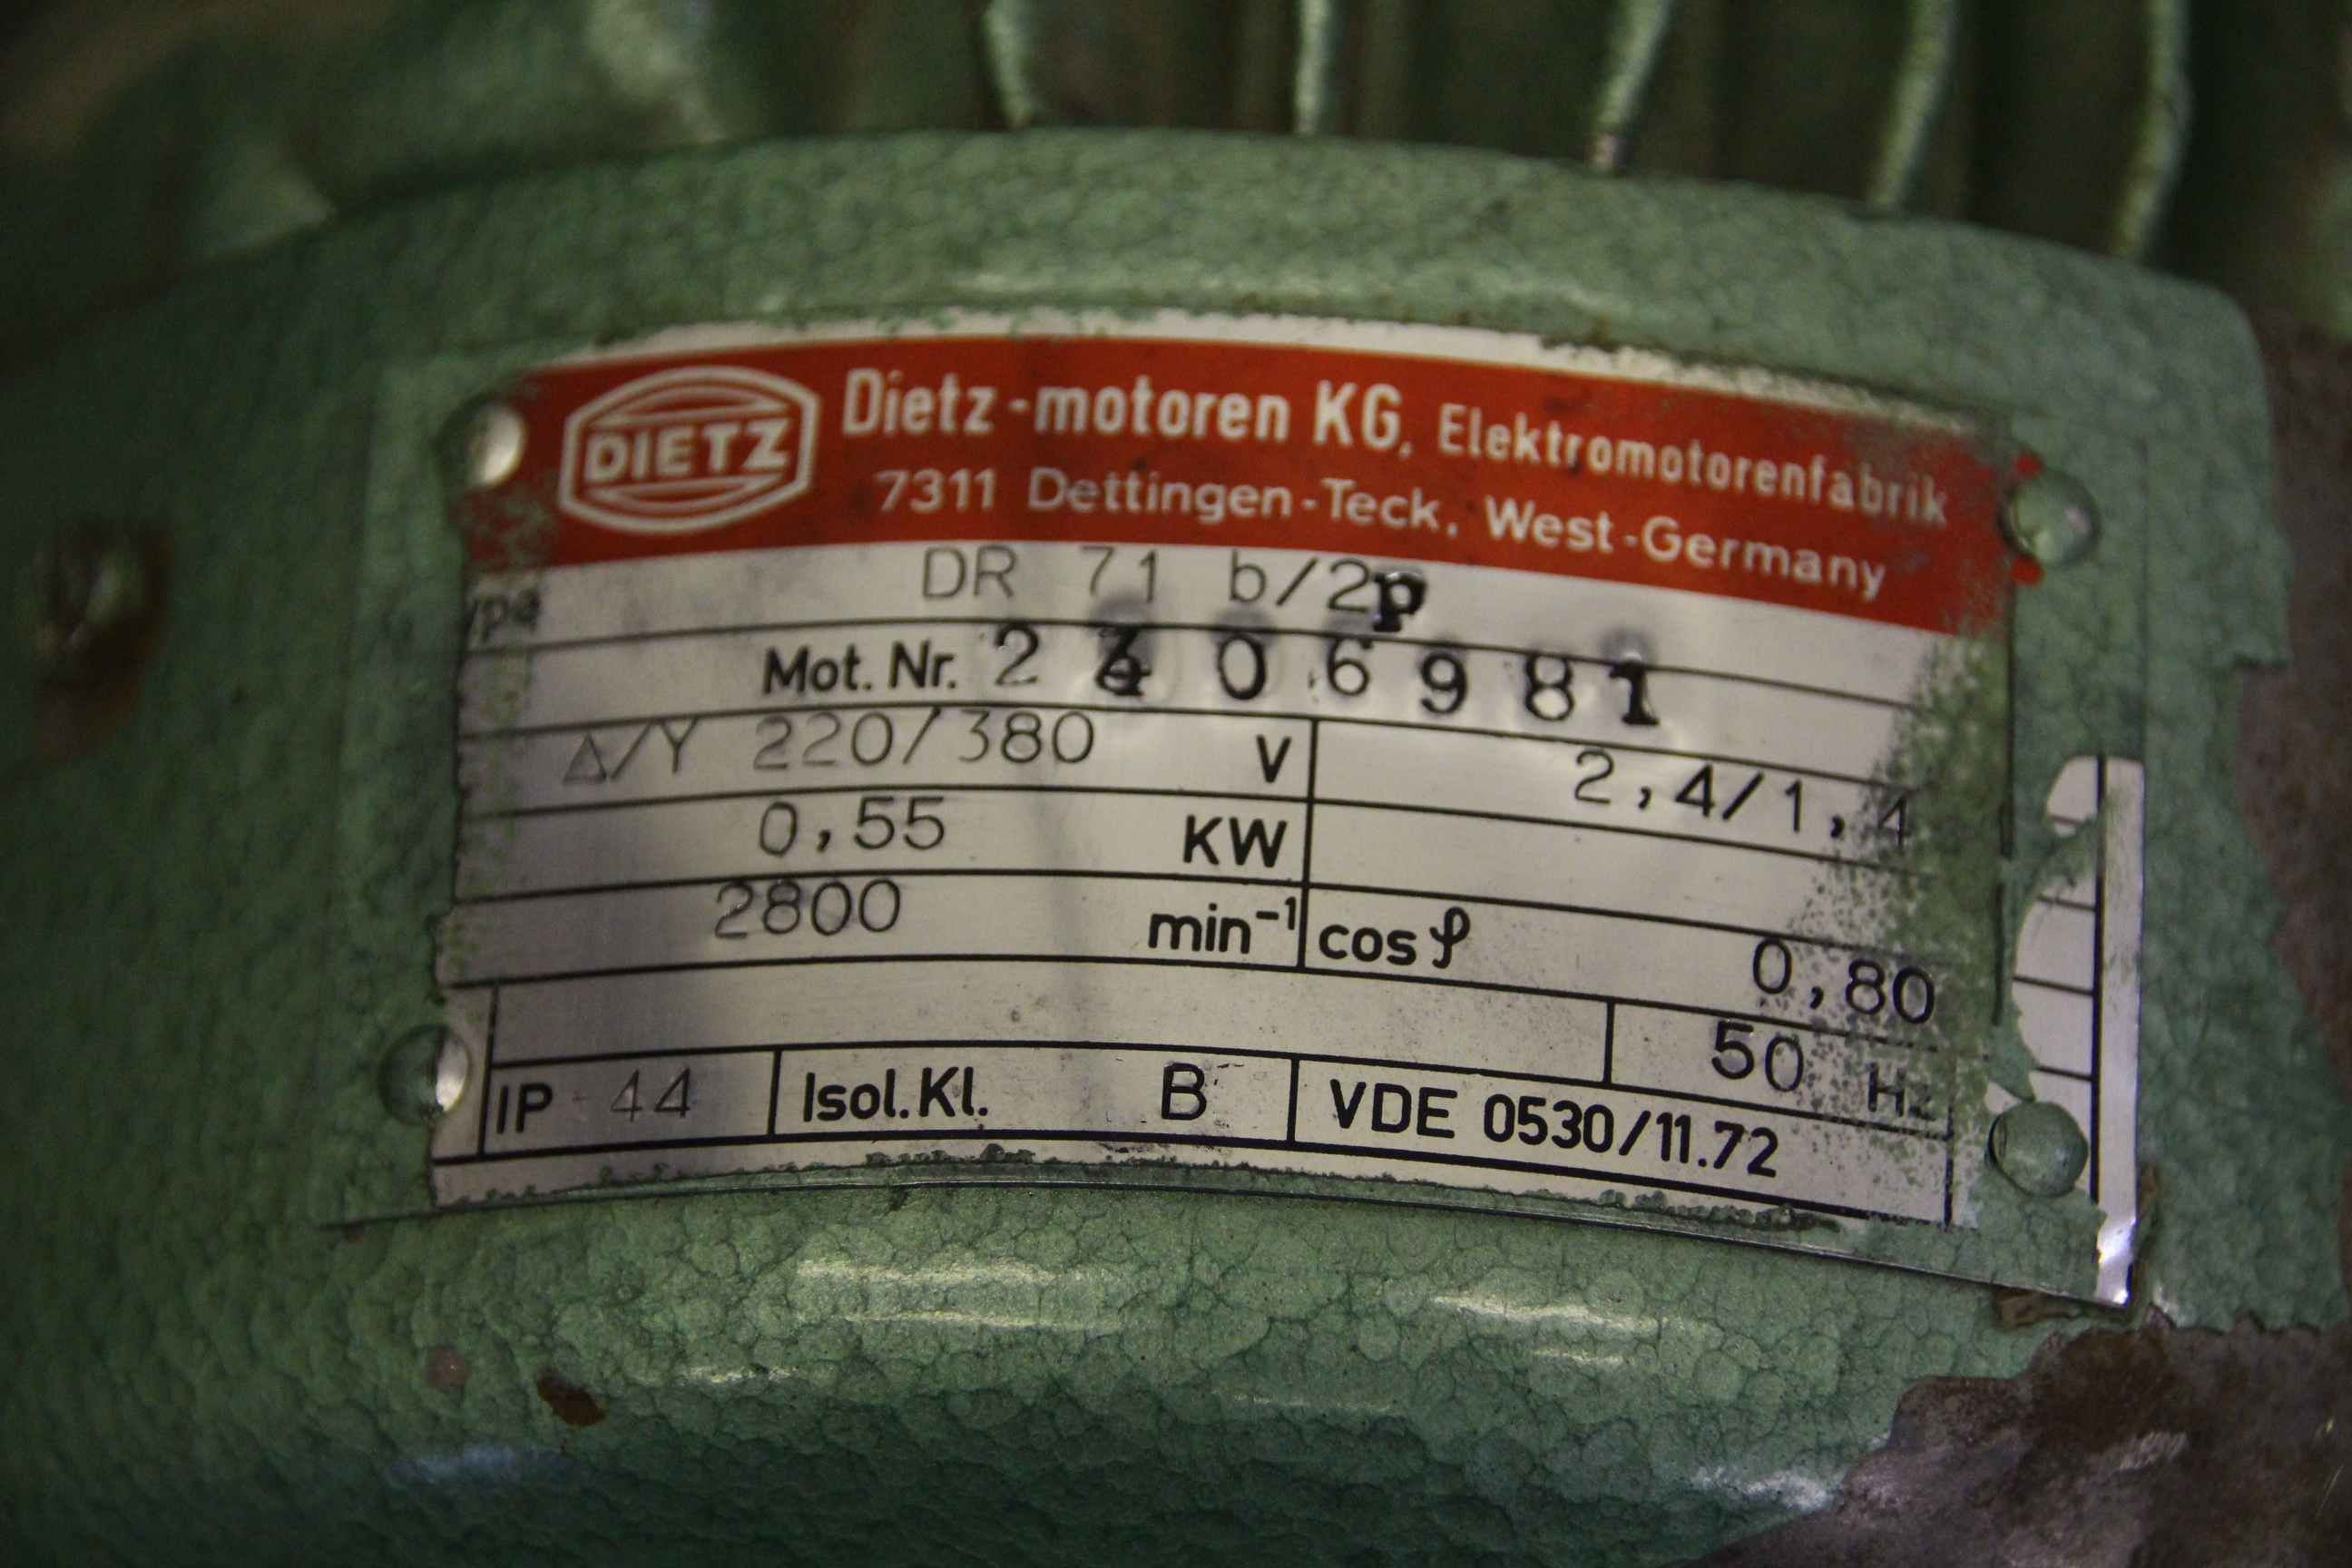 DIETZ
Dietz-motoren KG, Elektromotorenfabrik
7311 Dettingen-Teck, West-Germany
ype DR 71 b/2p
Mot. Nr.
Δ/Y 220/380 V 2,4/1,4
0,55 KW
2800 min⁻¹ cos φ 0,80
50 Hz
IP 44 Isol. Kl. B VDE 0530/11.72